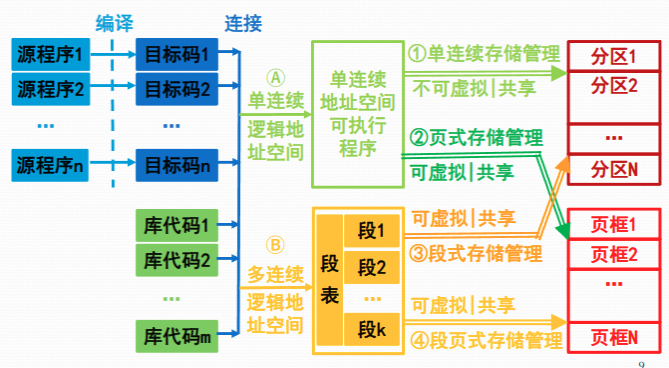 编译
连接
源程序1
目标码1
源程序2
目标码2
…
…
源程序n
目标码n
库代码1
库代码2
…
库代码m
Ⓐ
单连续
逻辑地
址空间
Ⓑ
多连续
逻辑地
址空间
单连续
地址空间
可执行
程序
段
表
段1
段2
…
段k
①单连续存储管理
不可虚拟|共享
②页式存储管理
可虚拟|共享
可虚拟|共享
③段式存储管理
可虚拟|共享
④段页式存储管理
分区1
分区2
…
分区N
页框1
页框2
…
页框N
9